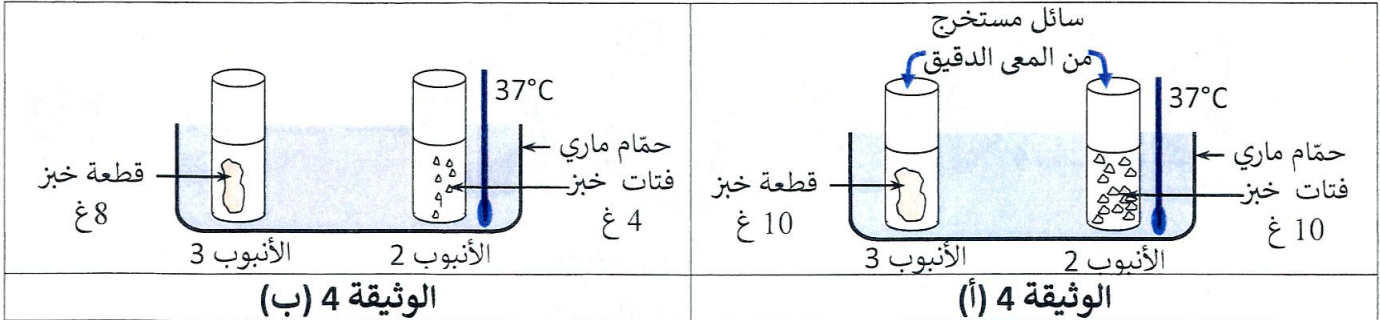 سائل مستخرج
من المعى الدقيق
37°C
حمّام ماري
فتات خبز
10 غ
قطعة خبز
10 غ
الأنبوب 2
الأنبوب 3
الوثيقة 4 (أ)
37°C
حمّام ماري
فتات خبز
4 غ
قطعة خبز
8غ
الأنبوب 2
الأنبوب 3
الوثيقة 4 (ب)